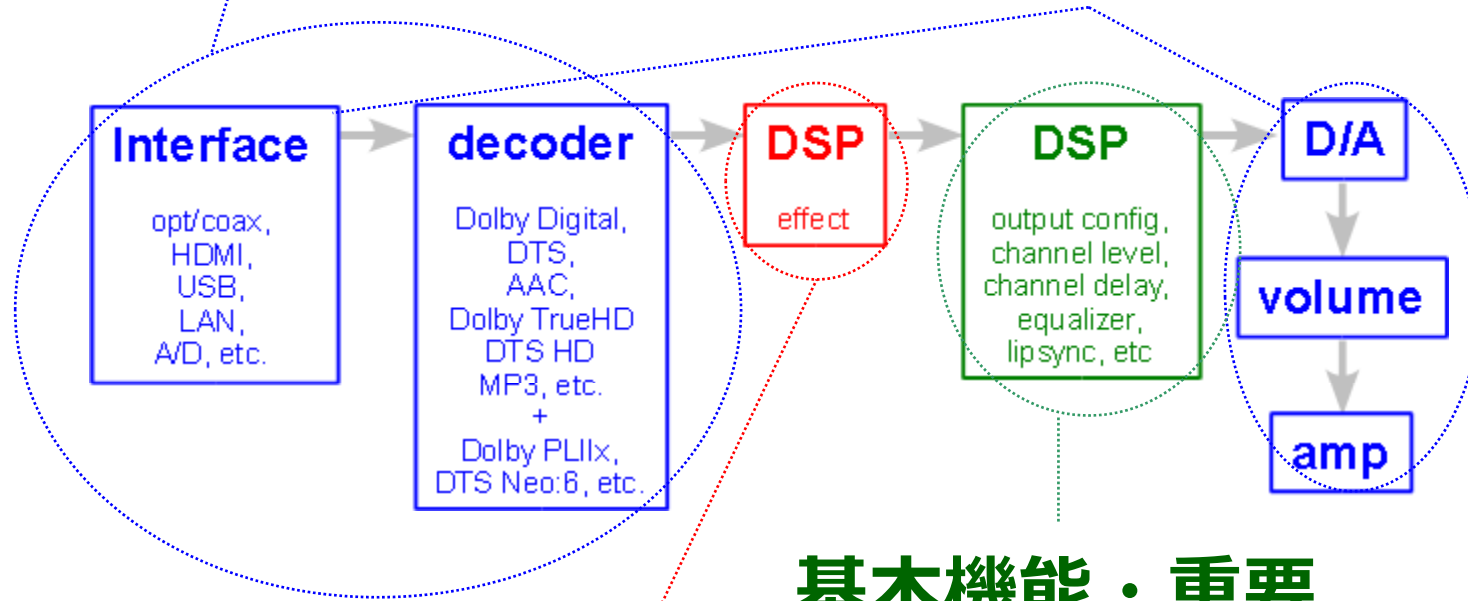 Interface
opt/coax,
HDMI,
USB,
LAN,
A/D, etc.
decoder
Dolby Digital,
DTS,
AAC,
Dolby TrueHD
DTS HD
MP3, etc.
+
Dolby PLIIx,
DTS Neo:6, etc.
DSP
effect
DSP
output config,
channel level,
channel delay,
equalizer,
lipsync, etc
D/A
volume
amp
基本機能・重要